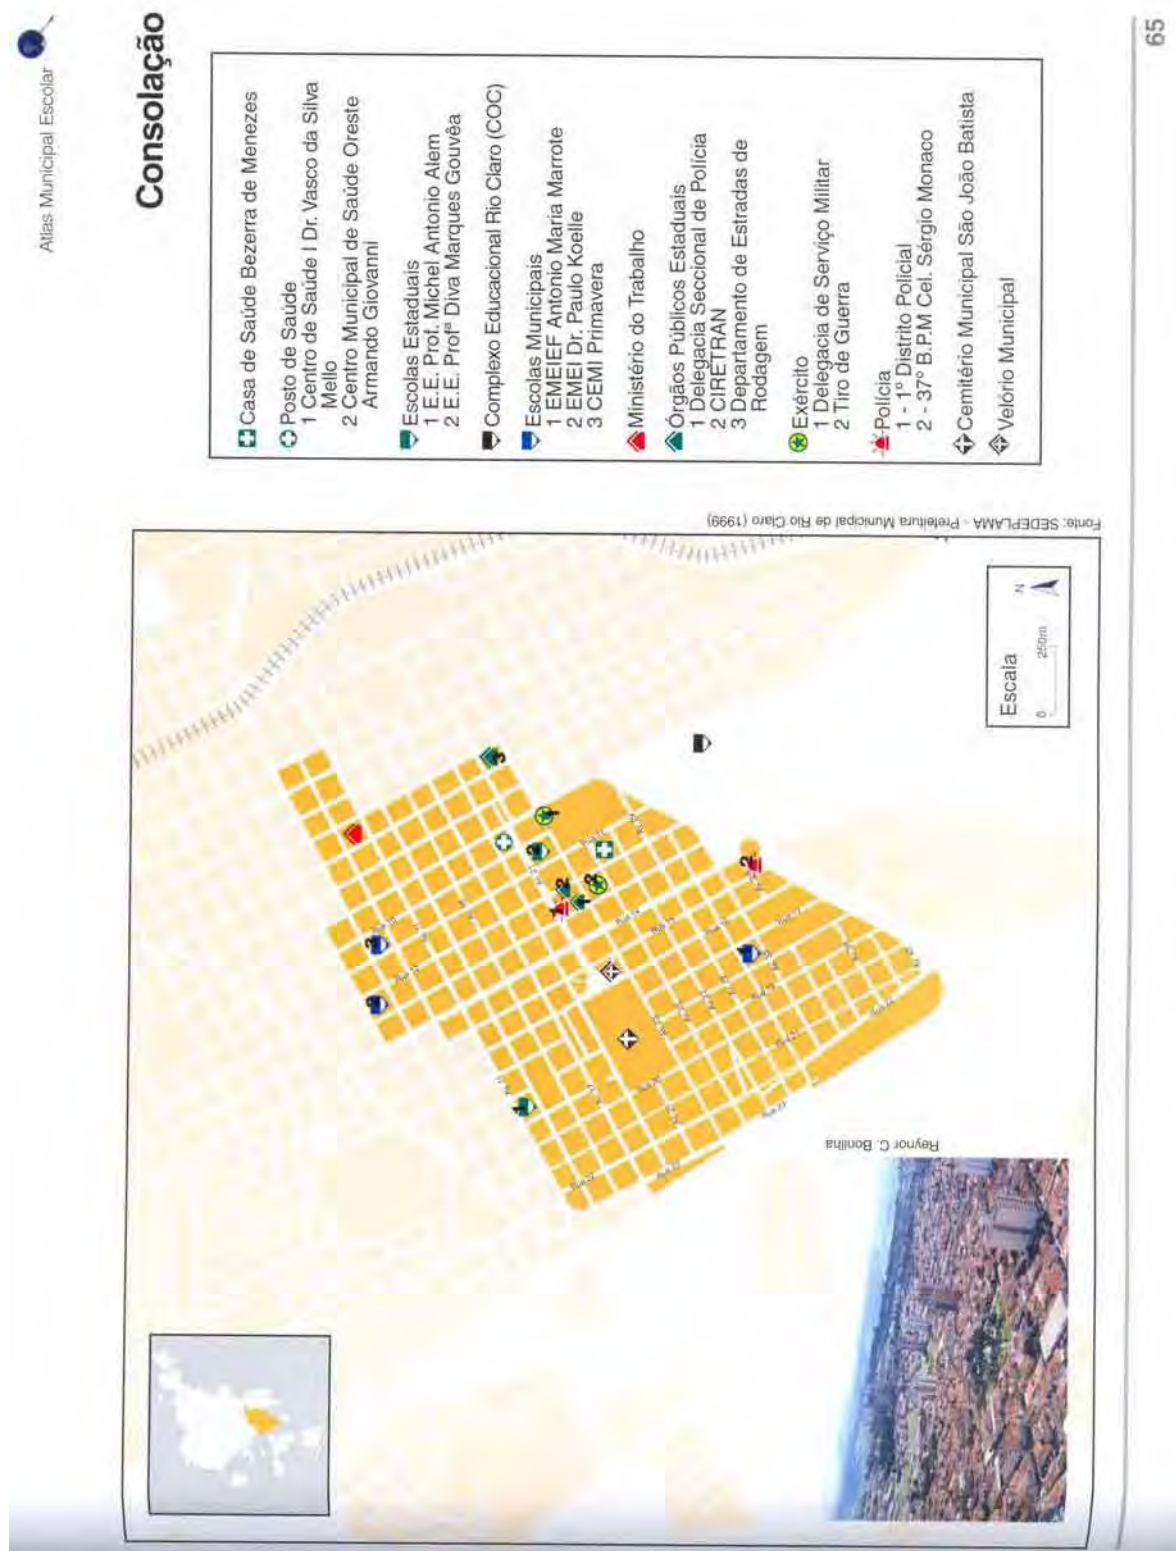 Atlas Municipal Escolar
Consolação
Casa de Saúde Bezerra de Menezes
Posto de Saúde
1 Centro de Saúde I Dr. Vasco da Silva
Mello
2 Centro Municipal de Saúde Oreste
Armando Giovanni
Escolas Estaduais
1 E.E. Prof. Michel Antonio Alem
2 E.E. Profª Diva Marques Gouvêa
Complexo Educacional Rio Claro (COC)
Escolas Municipais
1 EMEIEF Antonio Maria Marrote
2 EMEI Dr. Paulo Koelle
3 CEMI Primavera
Ministério do Trabalho
Órgãos Públicos Estaduais
1 Delegacia Seccional de Polícia
2 CIRETRAN
3 Departamento de Estradas de
Rodagem
Exército
1 Delegacia de Serviço Militar
2 Tiro de Guerra
Polícia
1 - 1º Distrito Policial
2 - 37º B.P.M Cel. Sérgio Monaco
Cemitério Municipal São João Batista
Velório Municipal
Fonte: SEDEPLAMA - Prefeitura Municipal de Rio Claro (1999)
Escala
N
0 250m
Reynor C. Bonilha
65